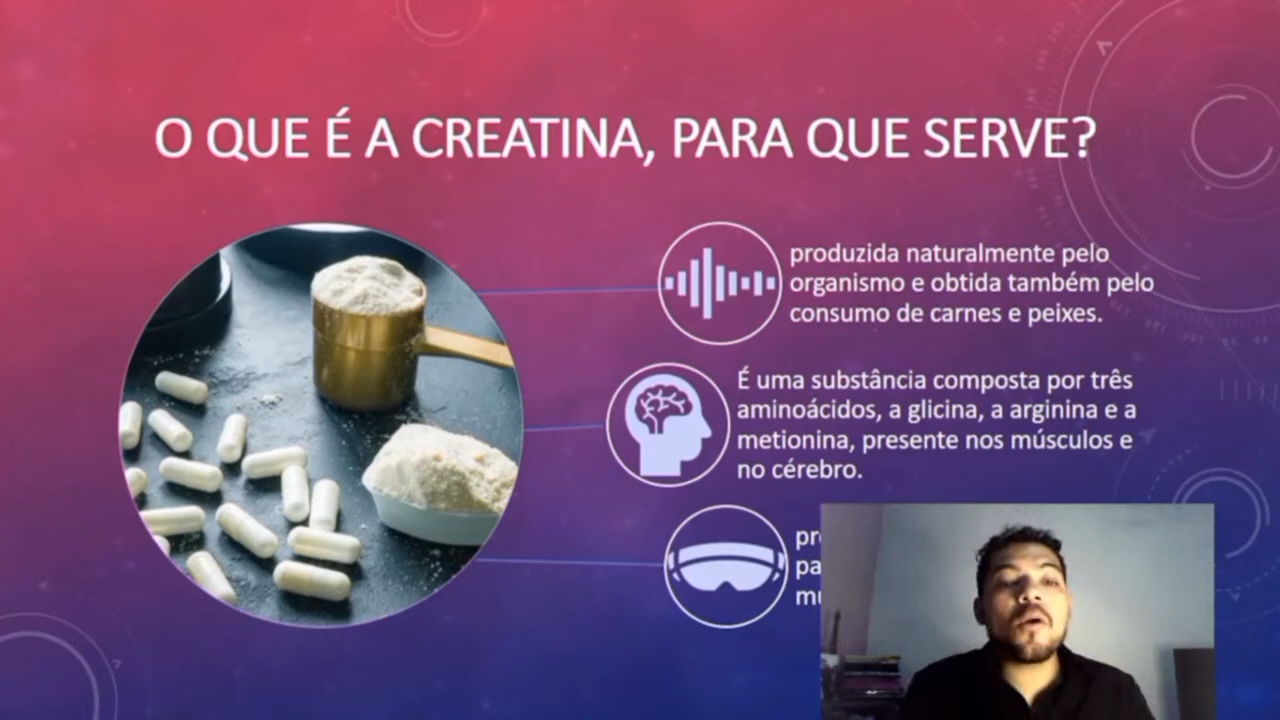 O QUE É A CREATINA, PARA QUE SERVE?
produzida naturalmente pelo
organismo e obtida também pelo
consumo de carnes e peixes.
É uma substância composta por três
aminoácidos, a glicina, a arginina e a
metionina, presente nos músculos e
no cérebro.